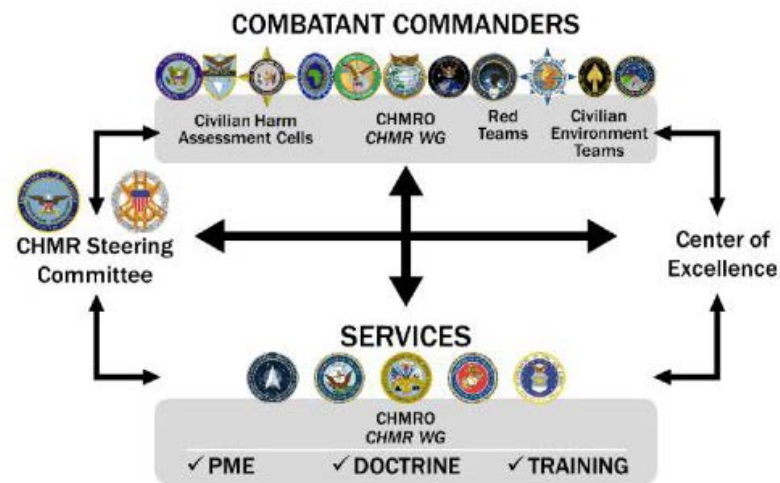 COMBATANT COMMANDERS
Civilian Harm
Assessment Cells
CHMRO
CHMR WG
Red
Teams
Civilian
Environment
Teams
CHMR Steering
Committee
Center of
Excellence
SERVICES
CHMRO
CHMR WG
✓ PME
✓ DOCTRINE
✓ TRAINING